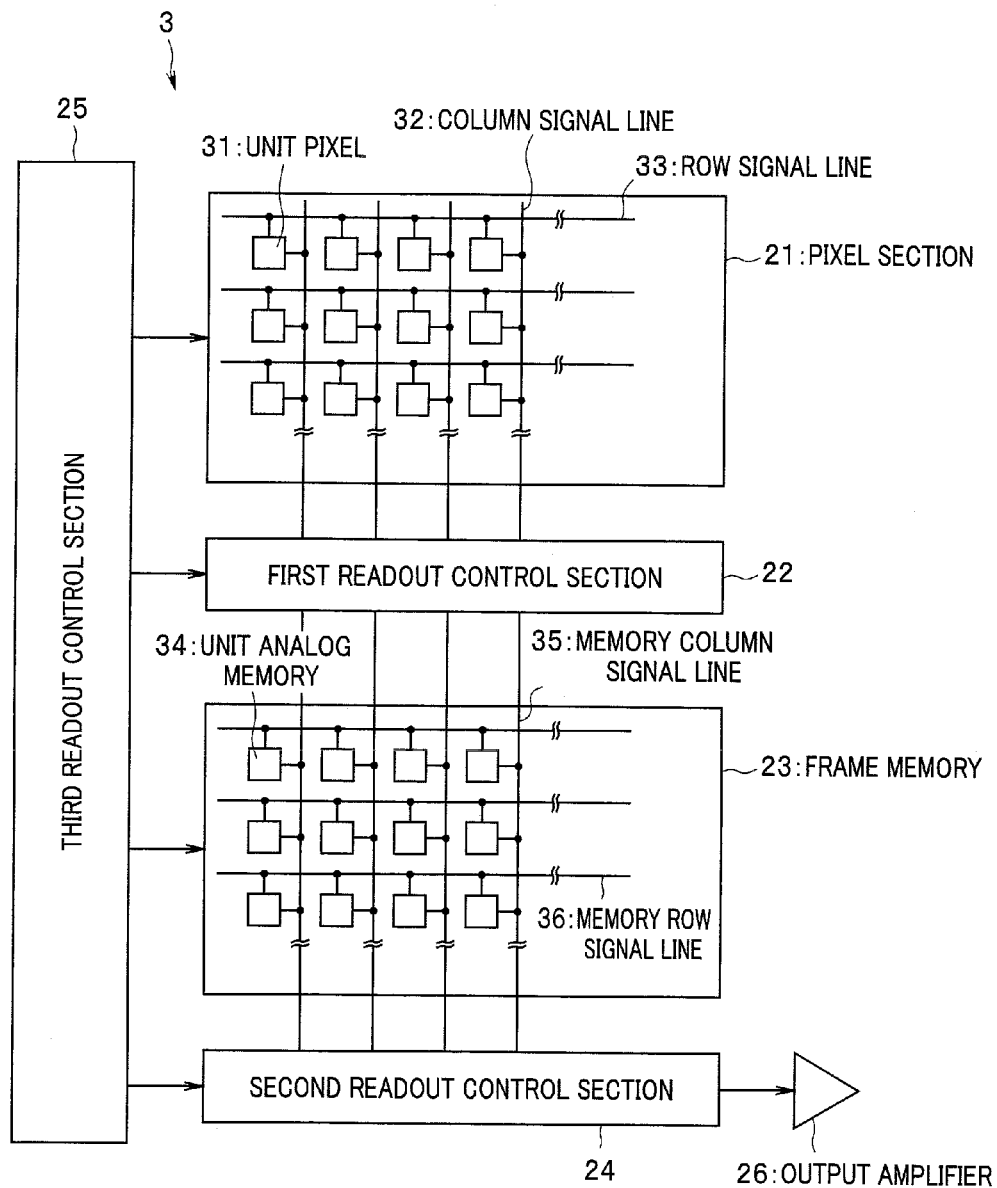 3
25
32:COLUMN SIGNAL LINE
31:UNIT PIXEL
33:ROW SIGNAL LINE
21:PIXEL SECTION
THIRD READOUT CONTROL SECTION
FIRST READOUT CONTROL SECTION
22
34:UNIT ANALOG
MEMORY
35:MEMORY COLUMN
SIGNAL LINE
23:FRAME MEMORY
36:MEMORY ROW
SIGNAL LINE
SECOND READOUT CONTROL SECTION
24
26:OUTPUT AMPLIFIER